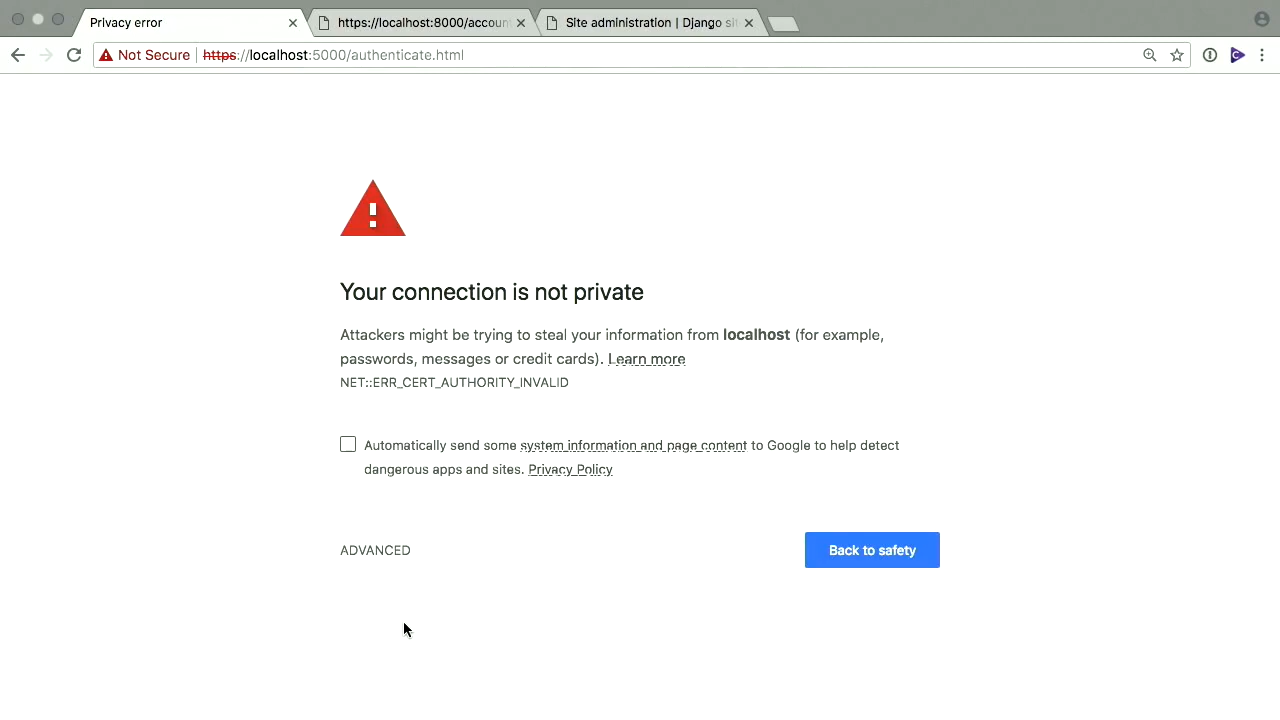 Privacy error
https://localhost:8000/accoun
Site administration | Django sit
Not Secure
https://localhost:5000/authenticate.html
Your connection is not private
Attackers might be trying to steal your information from localhost (for example,
passwords, messages or credit cards). Learn more
NET::ERR_CERT_AUTHORITY_INVALID
Automatically send some system information and page content to Google to help detect
dangerous apps and sites. Privacy Policy
ADVANCED
Back to safety